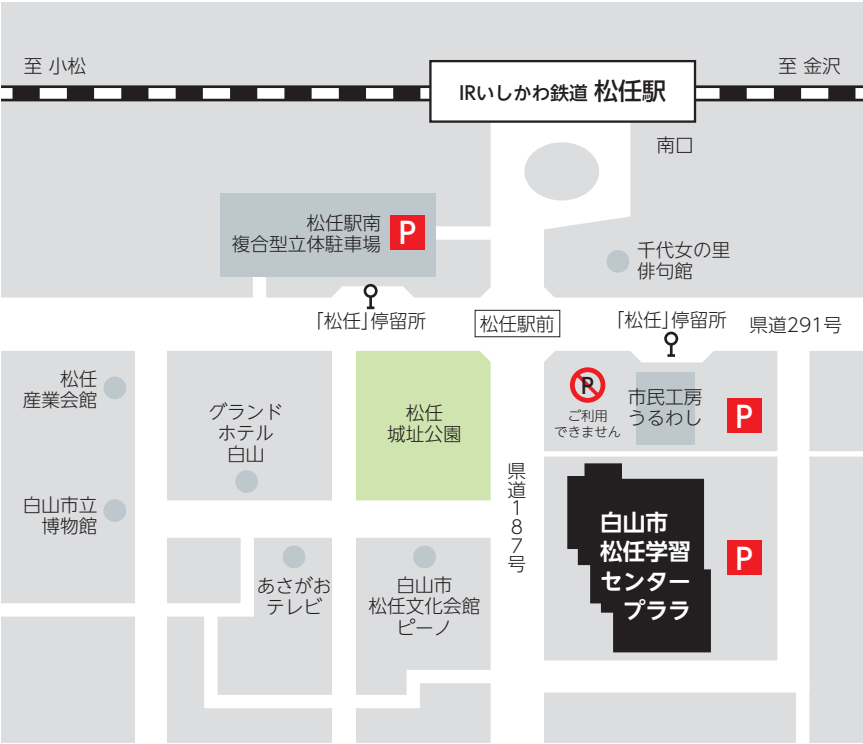 至 小松
至 金沢
IRいしかわ鉄道 松任駅
南口
松任駅南
複合型立体駐車場
P
千代女の里
俳句館
「松任」停留所
松任駅前
「松任」停留所
県道291号
松任
産業会館
グランド
ホテル
白山
松任
城址公園
P
ご利用
できません
市民工房
うるわし
P
白山市立
博物館
県道187号
白山市
松任学習
センター
プララ
P
あさがお
テレビ
白山市
松任文化会館
ピーノ